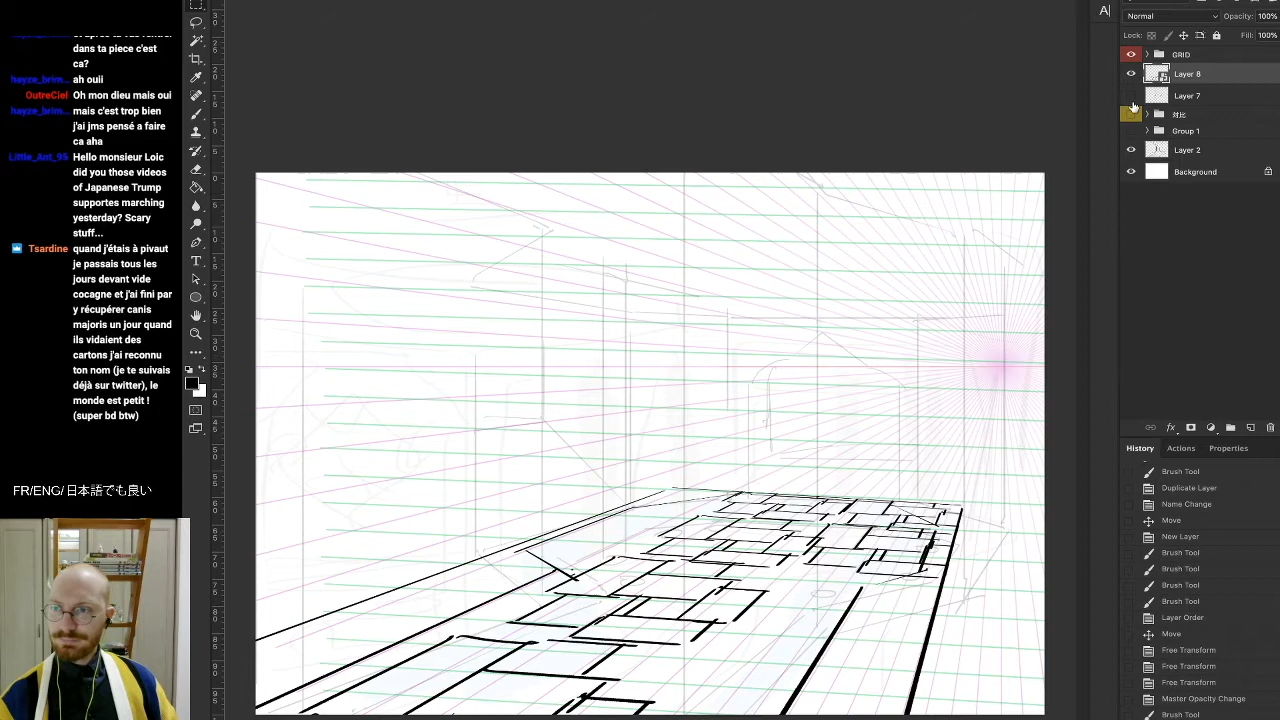 dans ta piece c'est
ca?
hayze_brim... ah ouii
OutreCiel Oh mon dieu mais oui
hayze_brim... mais c'est trop bien
j'ai jms pensé a faire
ca aha
Little_Ant_95 Hello monsieur Loic
did you those videos
of Japanese Trump
supportes marching
yesterday? Scary
stuff...
Tsardine quand j'étais à pivaut
je passais tous les
jours devant vide
cocagne et j'ai fini par
y récupérer canis
majoris un jour quand
ils vidaient des
cartons j'ai reconnu
ton nom (je te suivais
déjà sur twitter), le
monde est petit !
(super bd btw)
FR/ENG/日本語でも良い
A|
Normal
Opacity: 100%
Lock:
Fill: 100%
GRID
Layer 8
Layer 7
対比
Group 1
Layer 2
Background
fx
History
Actions
Properties
Brush Tool
Duplicate Layer
Name Change
Move
New Layer
Brush Tool
Brush Tool
Brush Tool
Brush Tool
Layer Order
Move
Free Transform
Free Transform
Free Transform
Master Opacity Change
Brush Tool